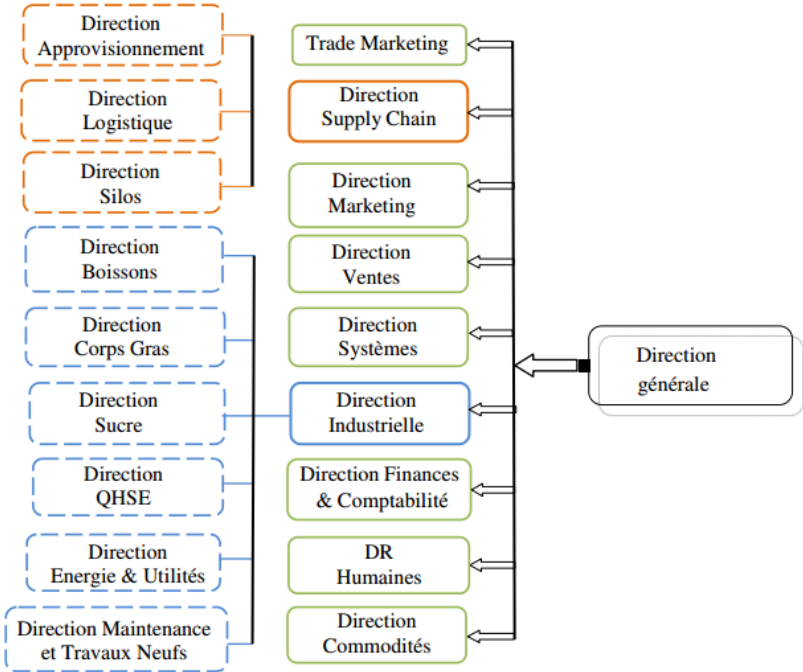 Direction
Approvisionnement
Direction
Logistique
Direction
Silos
Direction
Boissons
Direction
Corps Gras
Direction
Sucre
Direction
QHSE
Direction
Energie & Utilités
Direction Maintenance
et Travaux Neufs
Trade Marketing
Direction
Supply Chain
Direction
Marketing
Direction
Ventes
Direction
Systèmes
Direction
Industrielle
Direction Finances
& Comptabilité
DR
Humaines
Direction
Commodités
Direction
générale